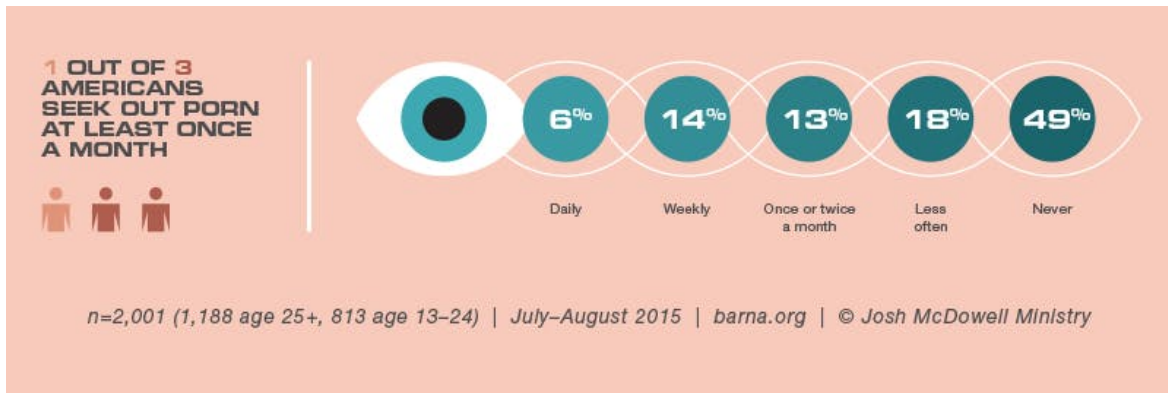 1 OUT OF 3
AMERICANS
SEEK OUT PORN
AT LEAST ONCE
A MONTH
6%
14%
13%
18%
49%
Daily
Weekly
Once or twice
a month
Less
often
Never
n=2,001 (1,188 age 25+, 813 age 13–24) | July–August 2015 | barna.org | © Josh McDowell Ministry